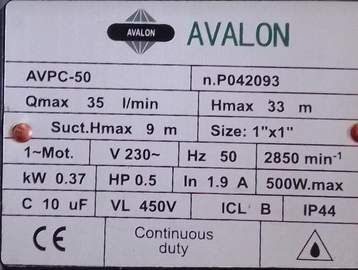 AVALON AVALON
AVPC-50 n.P042093
Qmax 35 l/min Hmax 33 m
Suct.Hmax 9 m Size: 1"x1"
1~Mot. V 230~ Hz 50 2850 min⁻¹
kW 0.37 HP 0.5 In 1.9 A 500W.max
C 10 uF VL 450V ICL B IP44
CE Continuous
duty